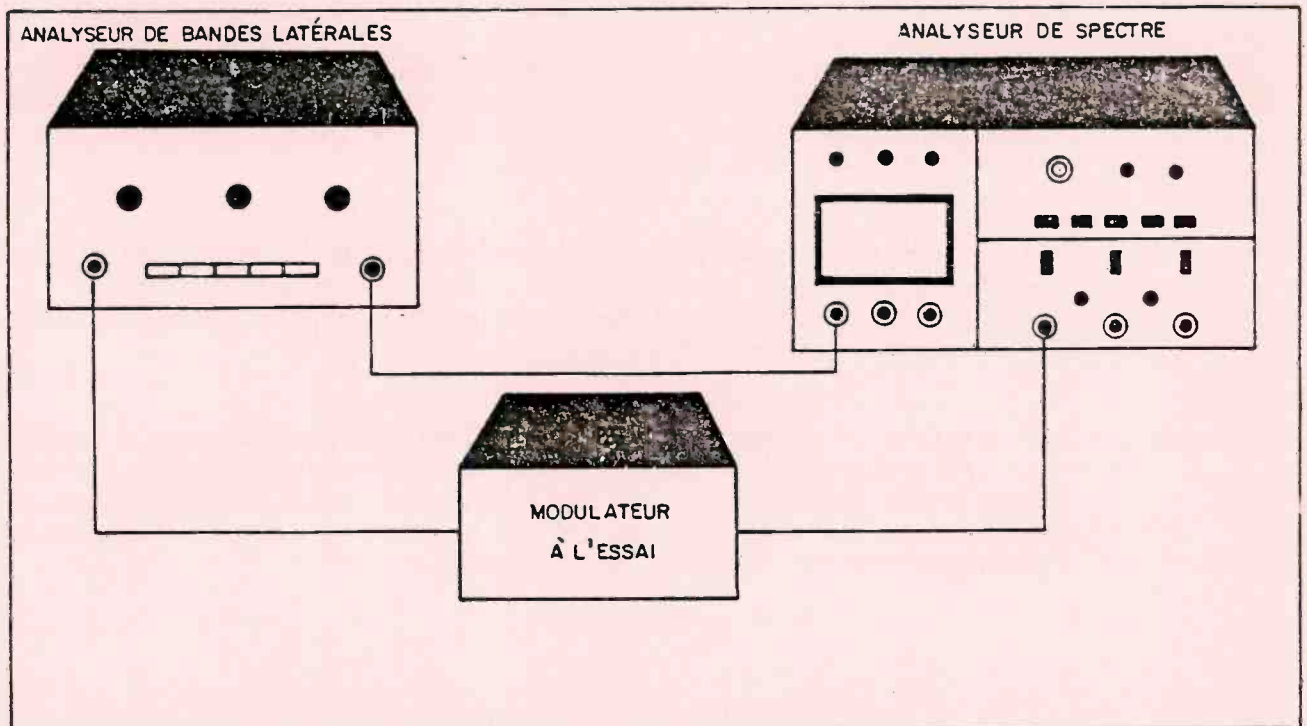 ANALYSEUR DE BANDES LATÉRALES
ANALYSEUR DE SPECTRE
MODULATEUR
À L'ESSAI